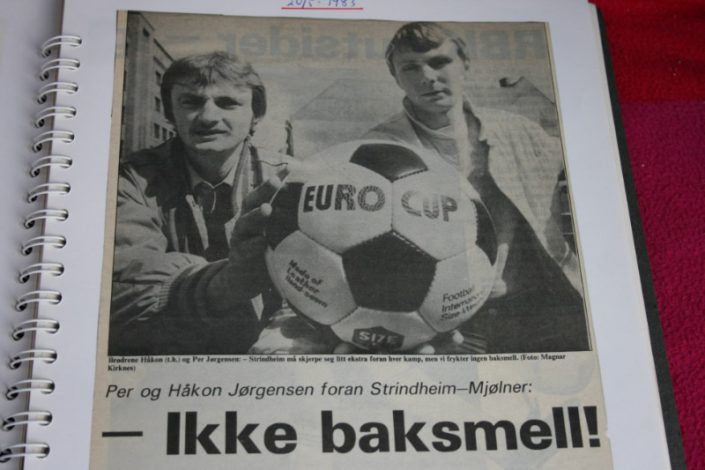 20/5-1983
EURO CUP
Made of
Leather
Hand sewn
Football
SIZE
Brødrene Håkon (t.h.) og Per Jørgensen: – Strindheim må skjerpe seg litt ekstra foran hver kamp, men vi frykter ingen baksmell. (Foto: Magnar
Kirknes)
Per og Håkon Jørgensen foran Strindheim–Mjølner:
– Ikke baksmell!